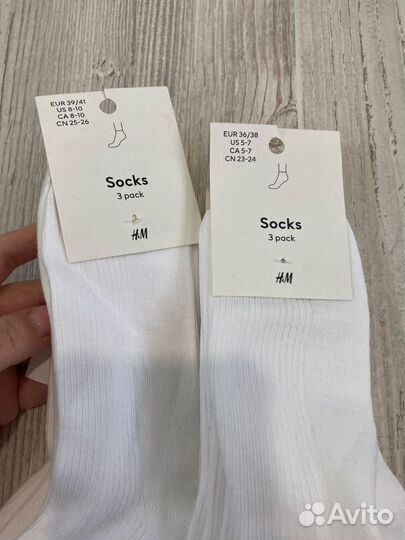 EUR 39/41
US 8-10
CA 8-10
CN 25-26
Socks
3 pack
H&M
EUR 36/38
US 5-7
CA 5-7
CN 23-24
Socks
3 pack
H&M
Avito